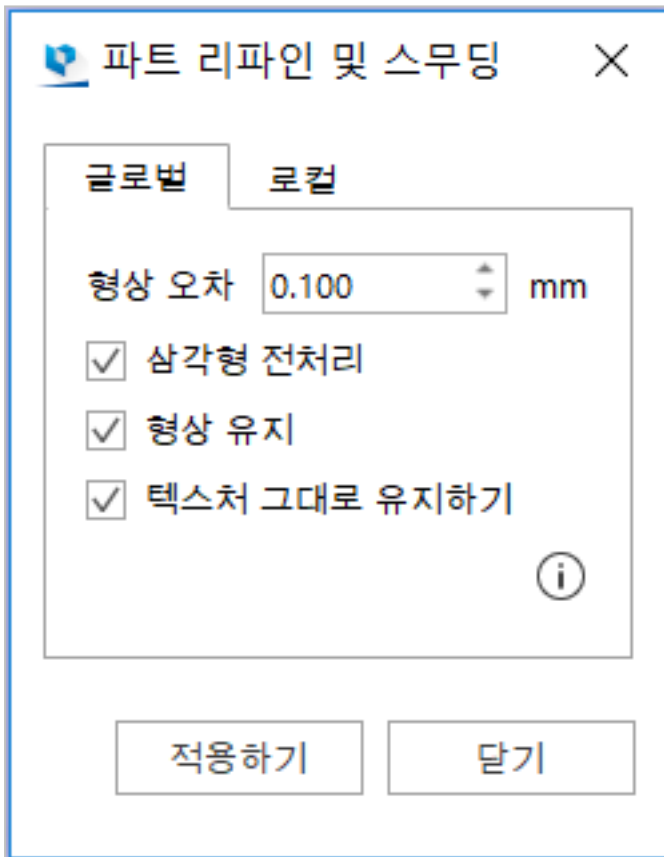 파트 리파인 및 스무딩
글로벌 로컬
형상 오차 0.100 mm
삼각형 전처리
형상 유지
텍스처 그대로 유지하기
적용하기 닫기